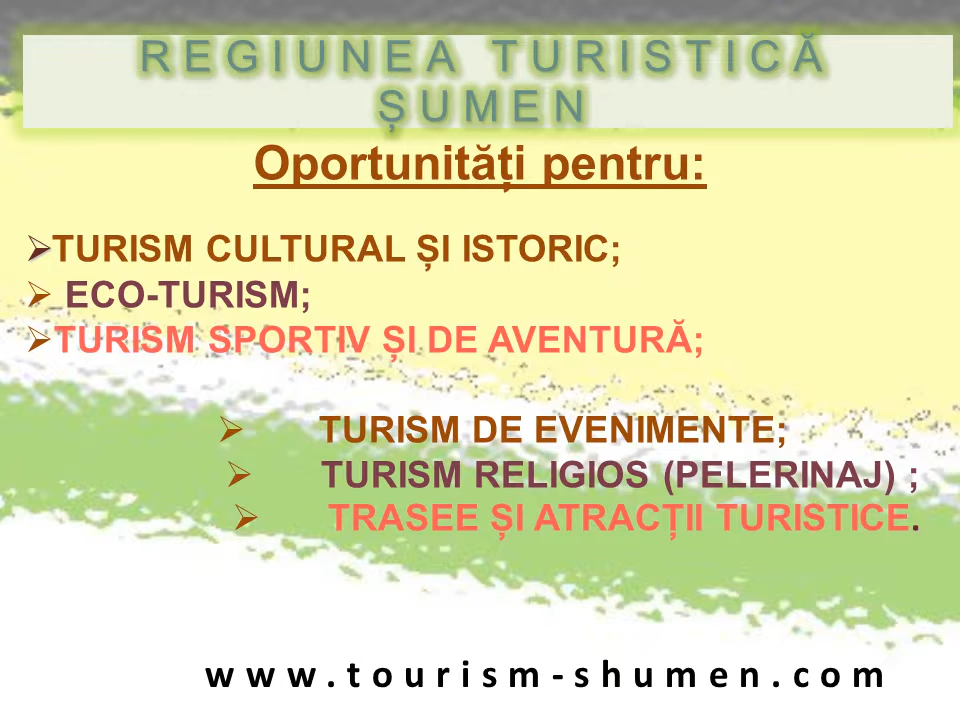 REGIUNEA TURISTICĂ
ȘUMEN
Oportunități pentru:
➢TURISM CULTURAL ȘI ISTORIC;
➢ ECO-TURISM;
➢TURISM SPORTIV ȘI DE AVENTURĂ;
➢ TURISM DE EVENIMENTE;
➢ TURISM RELIGIOS (PELERINAJ) ;
➢ TRASEE ȘI ATRACȚII TURISTICE.
www.tourism-shumen.com